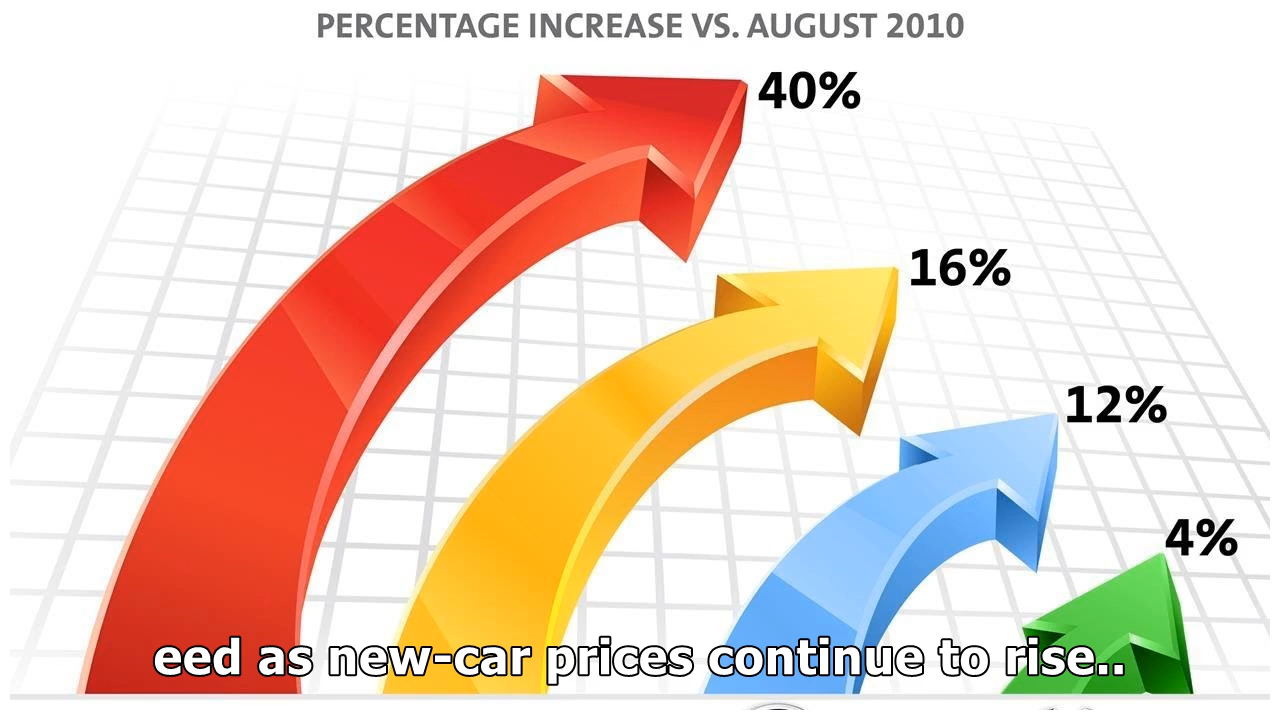 PERCENTAGE INCREASE VS. AUGUST 2010
40%
16%
12%
4%
eed as new-car prices continue to rise..